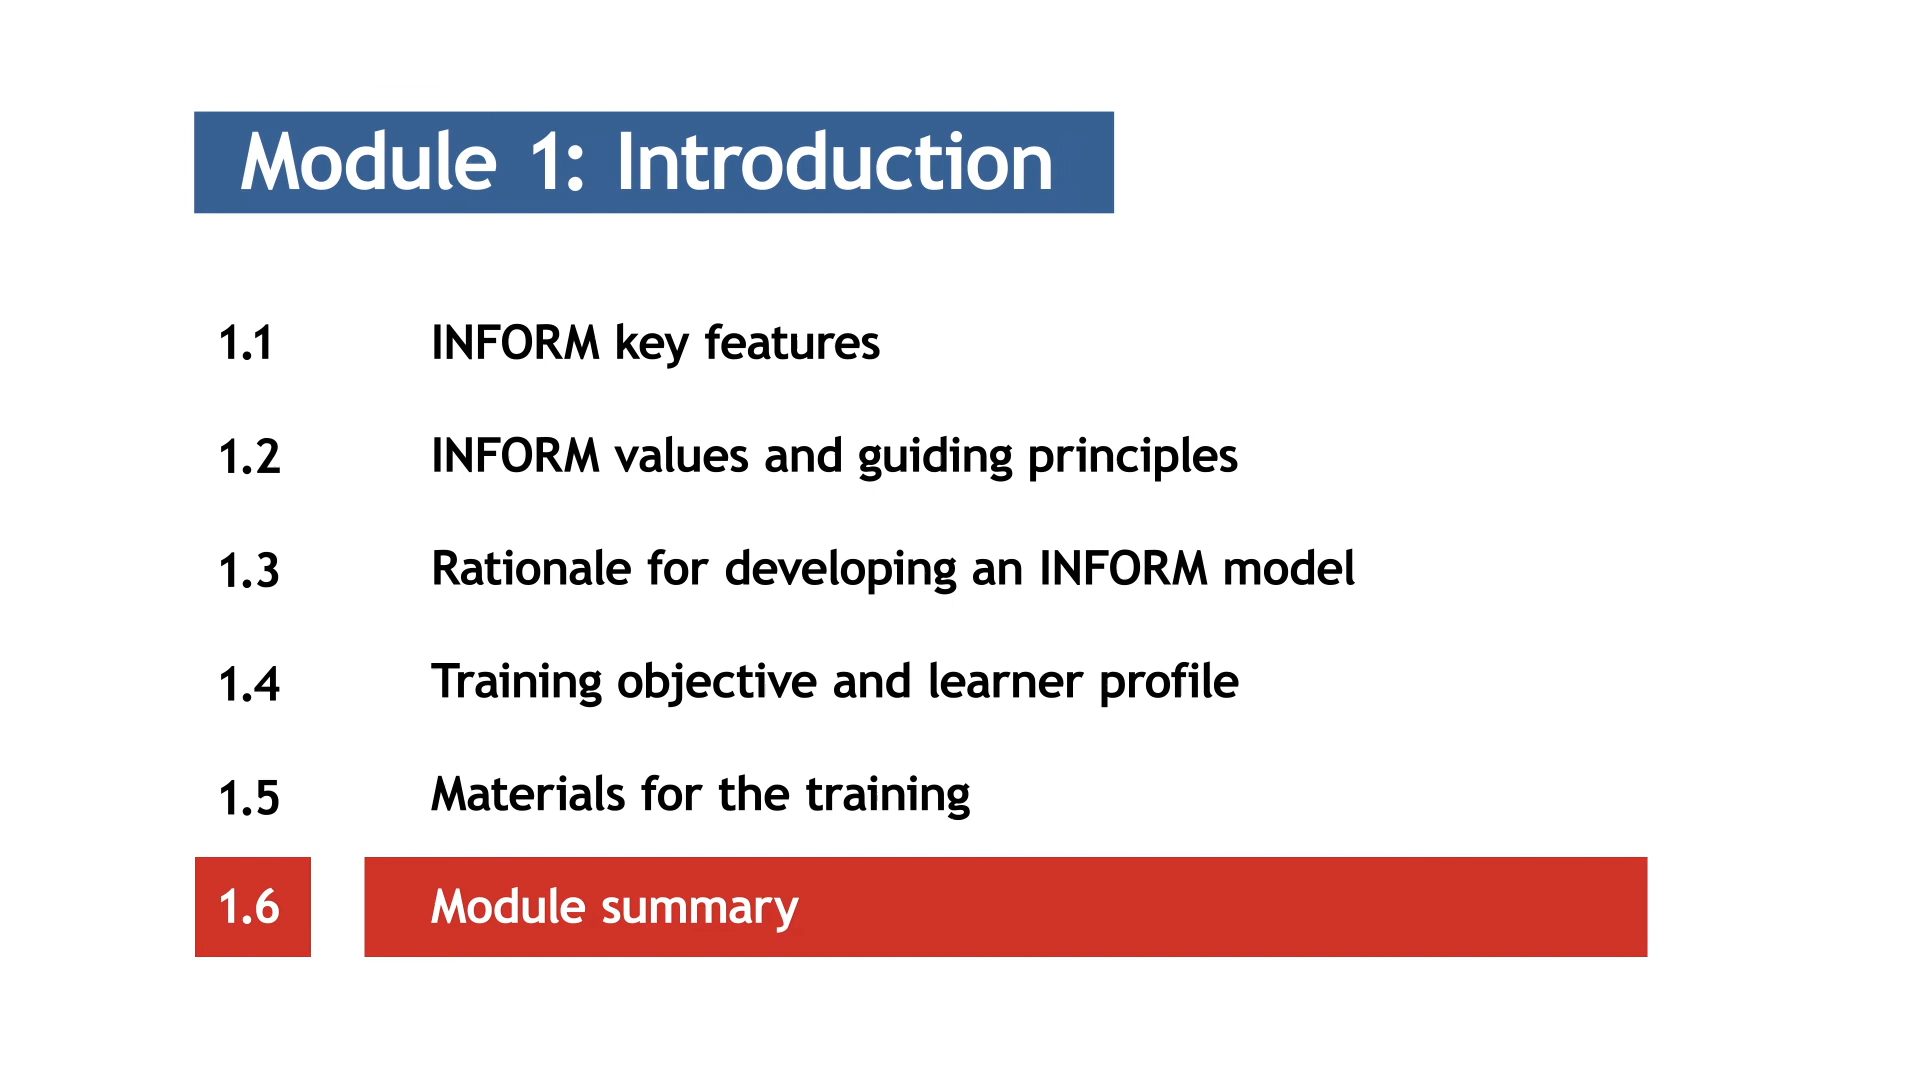 Module 1: Introduction
1.1 INFORM key features
1.2 INFORM values and guiding principles
1.3 Rationale for developing an INFORM model
1.4 Training objective and learner profile
1.5 Materials for the training
1.6 Module summary